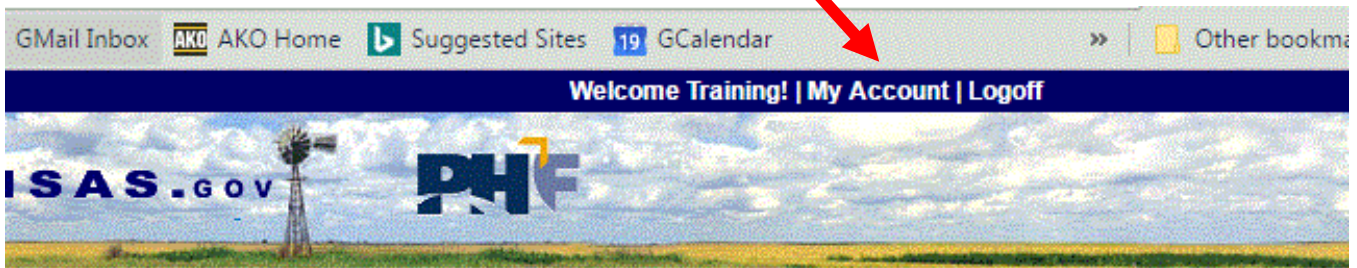 GMail Inbox AKO AKO Home Suggested Sites 19 GCalendar » Other bookma
Welcome Training! | My Account | Logoff
SAS.GOV PHF